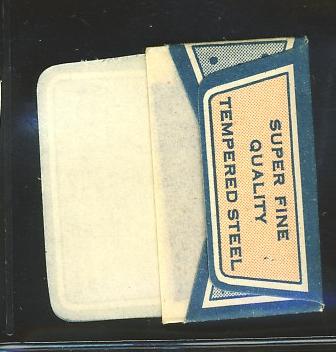 SUPER FINE
QUALITY
TEMPERED STEEL